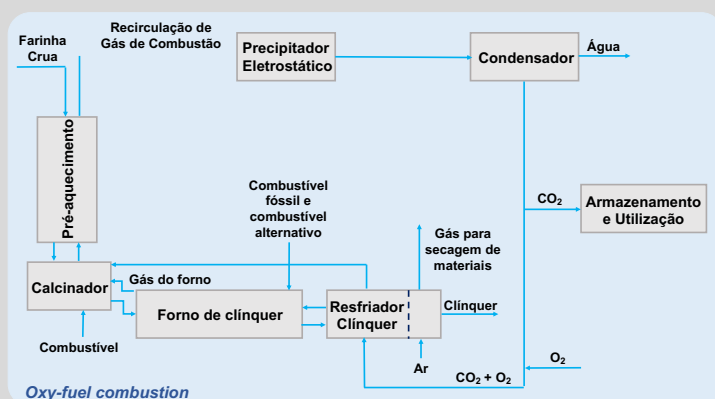 Recirculação de
Gás de Combustão
Farinha
Crua
Precipitador
Eletrostático
Condensador
Água
Pré-aquecimento
Combustível
fóssil e
combustível
alternativo
CO₂
Armazenamento
e Utilização
Gás para
secagem de
materiais
Calcinador
Gás do forno
Forno de clínquer
Resfriador
Clínquer
Clínquer
Combustível
Ar
CO₂ + O₂
O₂
Oxy-fuel combustion